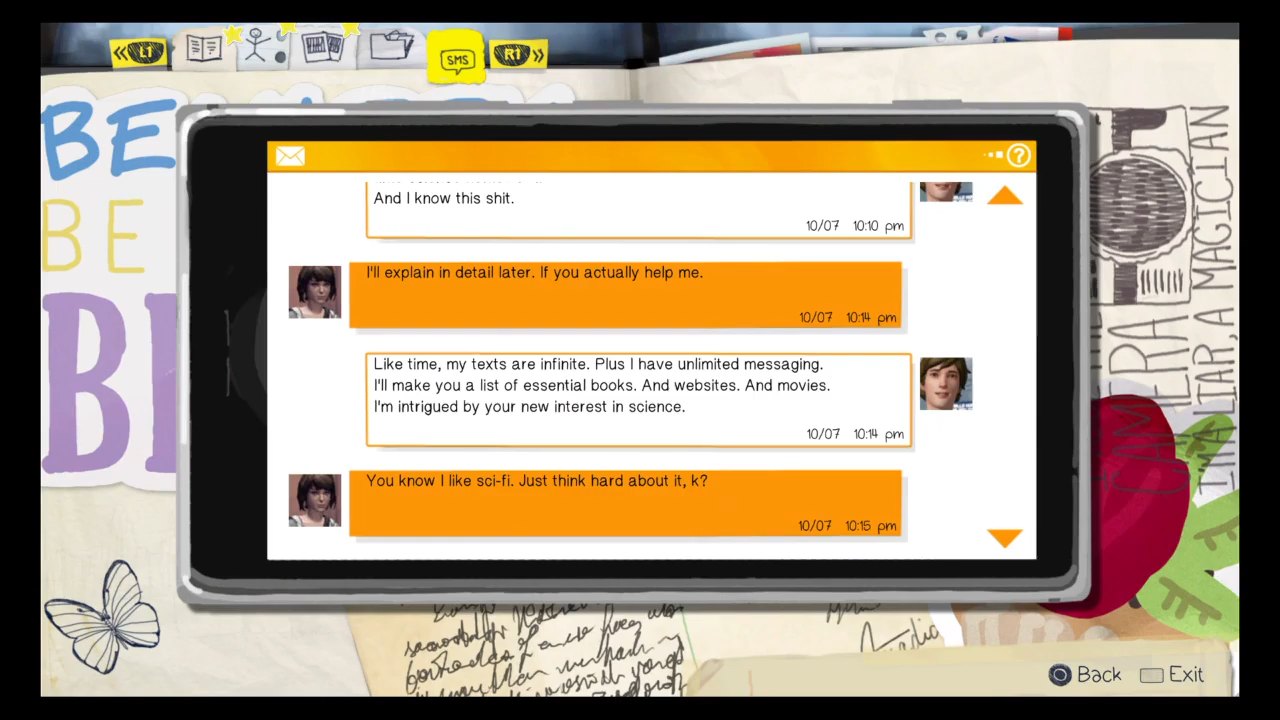 L1
SMS
R1
BE
BE
And I know this shit.
10/07 10:10 pm
I'll explain in detail later. If you actually help me.
10/07 10:14 pm
Like time, my texts are infinite. Plus I have unlimited messaging.
I'll make you a list of essential books. And websites. And movies.
I'm intrigued by your new interest in science.
10/07 10:14 pm
You know I like sci-fi. Just think hard about it, k?
10/07 10:15 pm
CAMERA
I'M A LIAR, A MAGICIAN
Back
Exit